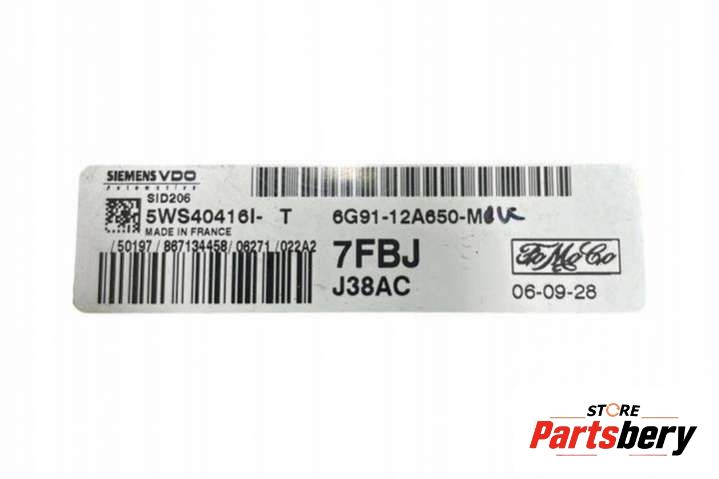 SIEMENS VDO
Automotive
SID206
5WS40416I- T
6G91-12A650-M
MADE IN FRANCE
/ 50197 / 867134458 / 06271 / 022A2
7FBJ
FoMoCo
J38AC
06-09-28
STORE
Partsbery